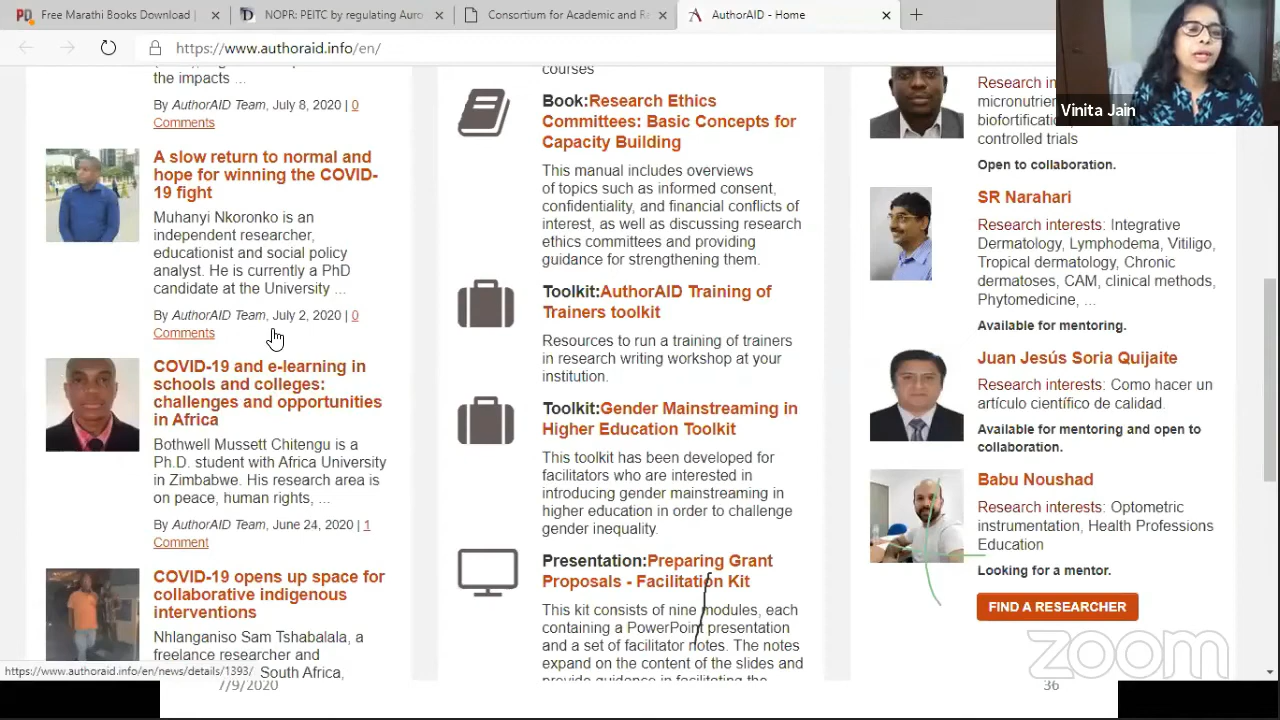 Free Marathi Books Download |
NOPR: PEITC by regulating Auro
Consortium for Academic and Re
AuthorAID - Home
https://www.authoraid.info/en/
the impacts ...
By AuthorAID Team, July 8, 2020 | 0
Comments
A slow return to normal and
hope for winning the COVID-
19 fight
Muhanyi Nkoronko is an
independent researcher,
educationist and social policy
analyst. He is currently a PhD
candidate at the University ...
By AuthorAID Team, July 2, 2020 | 0
Comments
COVID-19 and e-learning in
schools and colleges:
challenges and opportunities
in Africa
Bothwell Mussett Chitengu is a
Ph.D. student with Africa University
in Zimbabwe. His research area is
on peace, human rights, ...
By AuthorAID Team, June 24, 2020 | 1
Comment
COVID-19 opens up space for
collaborative indigenous
interventions
Nhlanganiso Sam Tshabalala, a
freelance researcher and
South Africa,
https://www.authoraid.info/en/news/details/1393/
courses
Book:Research Ethics
Committees: Basic Concepts for
Capacity Building
This manual includes overviews
of topics such as informed consent,
confidentiality, and financial conflicts of
interest, as well as discussing research
ethics committees and providing
guidance for strengthening them.
Toolkit:AuthorAID Training of
Trainers toolkit
Resources to run a training of trainers
in research writing workshop at your
institution.
Toolkit:Gender Mainstreaming in
Higher Education Toolkit
This toolkit has been developed for
facilitators who are interested in
introducing gender mainstreaming in
higher education in order to challenge
gender inequality.
Presentation:Preparing Grant
Proposals - Facilitation Kit
This kit consists of nine modules, each
containing a PowerPoint presentation
and a set of facilitator notes. The notes
expand on the content of the slides and
provide guidance in facilitating the
Research
micronutrie
biofortific
controlled trials
Open to collaboration.
SR Narahari
Research interests: Integrative
Dermatology, Lymphodema, Vitiligo,
Tropical dermatology, Chronic
dermatoses, CAM, clinical methods,
Phytomedicine, ...
Available for mentoring.
Juan Jesús Soria Quijaite
Research interests: Como hacer un
artículo científico de calidad.
Available for mentoring and open to
collaboration.
Babu Noushad
Research interests: Optometric
instrumentation, Health Professions
Education
Looking for a mentor.
FIND A RESEARCHER
Vinita Jain
zoom
7/9/2020
36